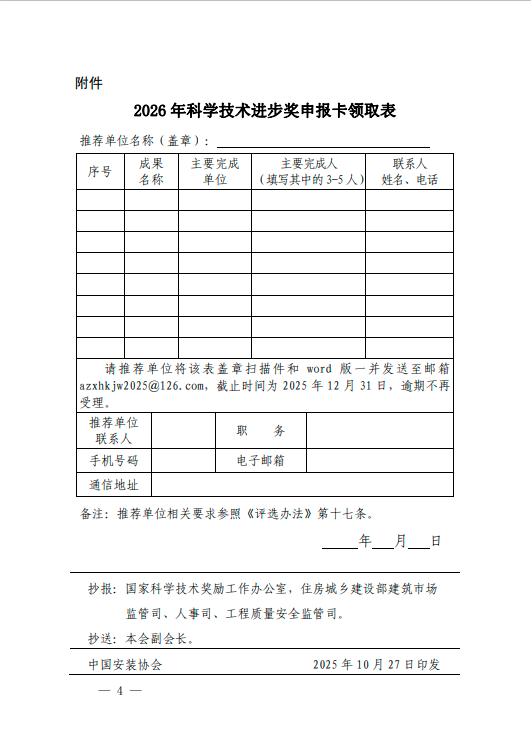 附件
2026 年科学技术进步奖申报卡领取表
推荐单位名称（盖章）：
序号 成果名称 主要完成单位 主要完成人（填写其中的 3-5 人） 联系人姓名、电话
请推荐单位将该表盖章扫描件和 word 版一并发送至邮箱
azxhkjw2025@126.com，截止时间为 2025 年 12 月 31 日，逾期不再
受理。
推荐单位联系人 职 务
手机号码 电子邮箱
通信地址
备注：推荐单位相关要求参照《评选办法》第十七条。
年 月 日
抄报：国家科学技术奖励工作办公室，住房城乡建设部建筑市场
监管司、人事司、工程质量安全监管司。
抄送：本会副会长。
中国安装协会 2025 年 10 月 27 日印发
— 4 —